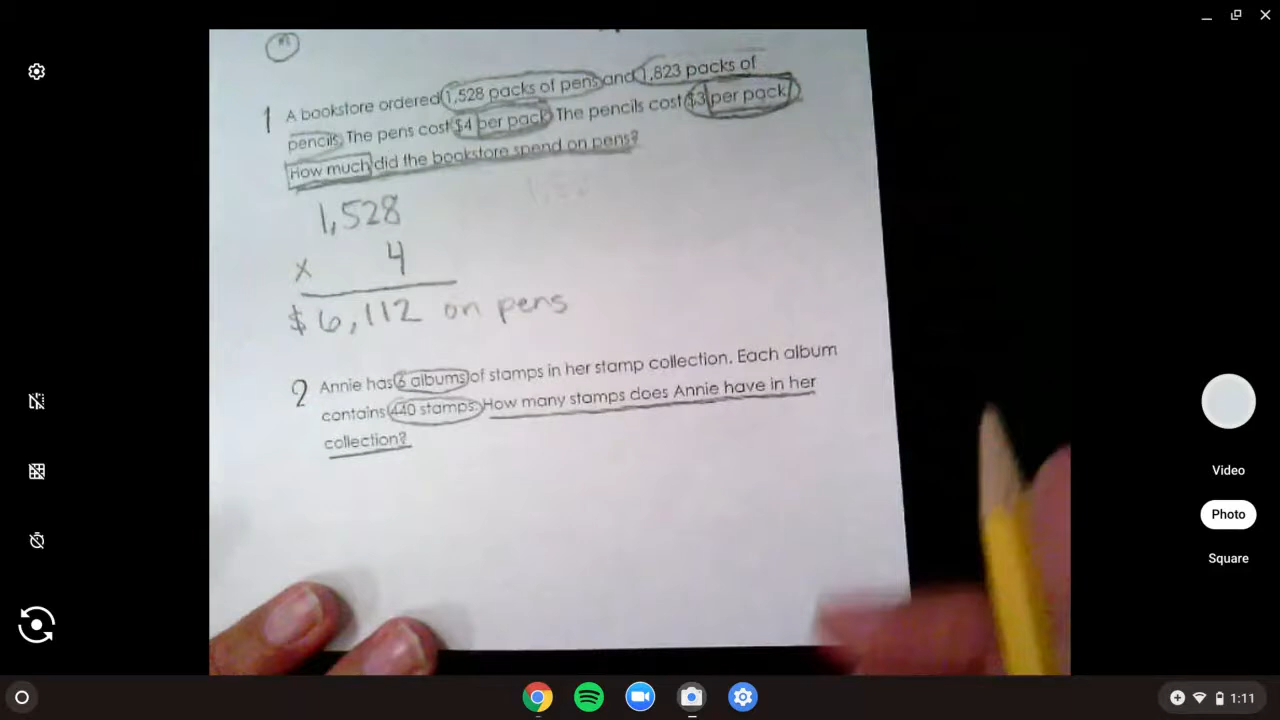 A bookstore ordered 1,528 packs of pens and 1,823 packs of
1
pencils. The pens cost $4 per pack. The pencils cost $3 per pack.
How much did the bookstore spend on pens?
1,528
x 4
$6,112 on pens
2 Annie has 6 albums of stamps in her stamp collection. Each album
contains 440 stamps. How many stamps does Annie have in her
collection?
Video
Photo
Square
1:11